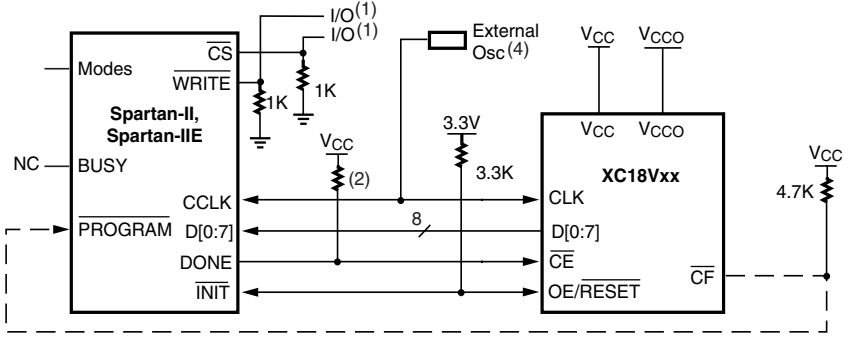 I/O(1)
I/O(1)
External
Osc(4)
VCC
VCCO
CS
Modes
WRITE
1K
1K
Spartan-II,
Spartan-IIE
3.3V
VCC
VCCO
VCC
NC
BUSY
(2)
3.3K
XC18Vxx
VCC
4.7K
CCLK
CLK
PROGRAM
D[0:7]
8
D[0:7]
DONE
CE
CF
INIT
OE/RESET